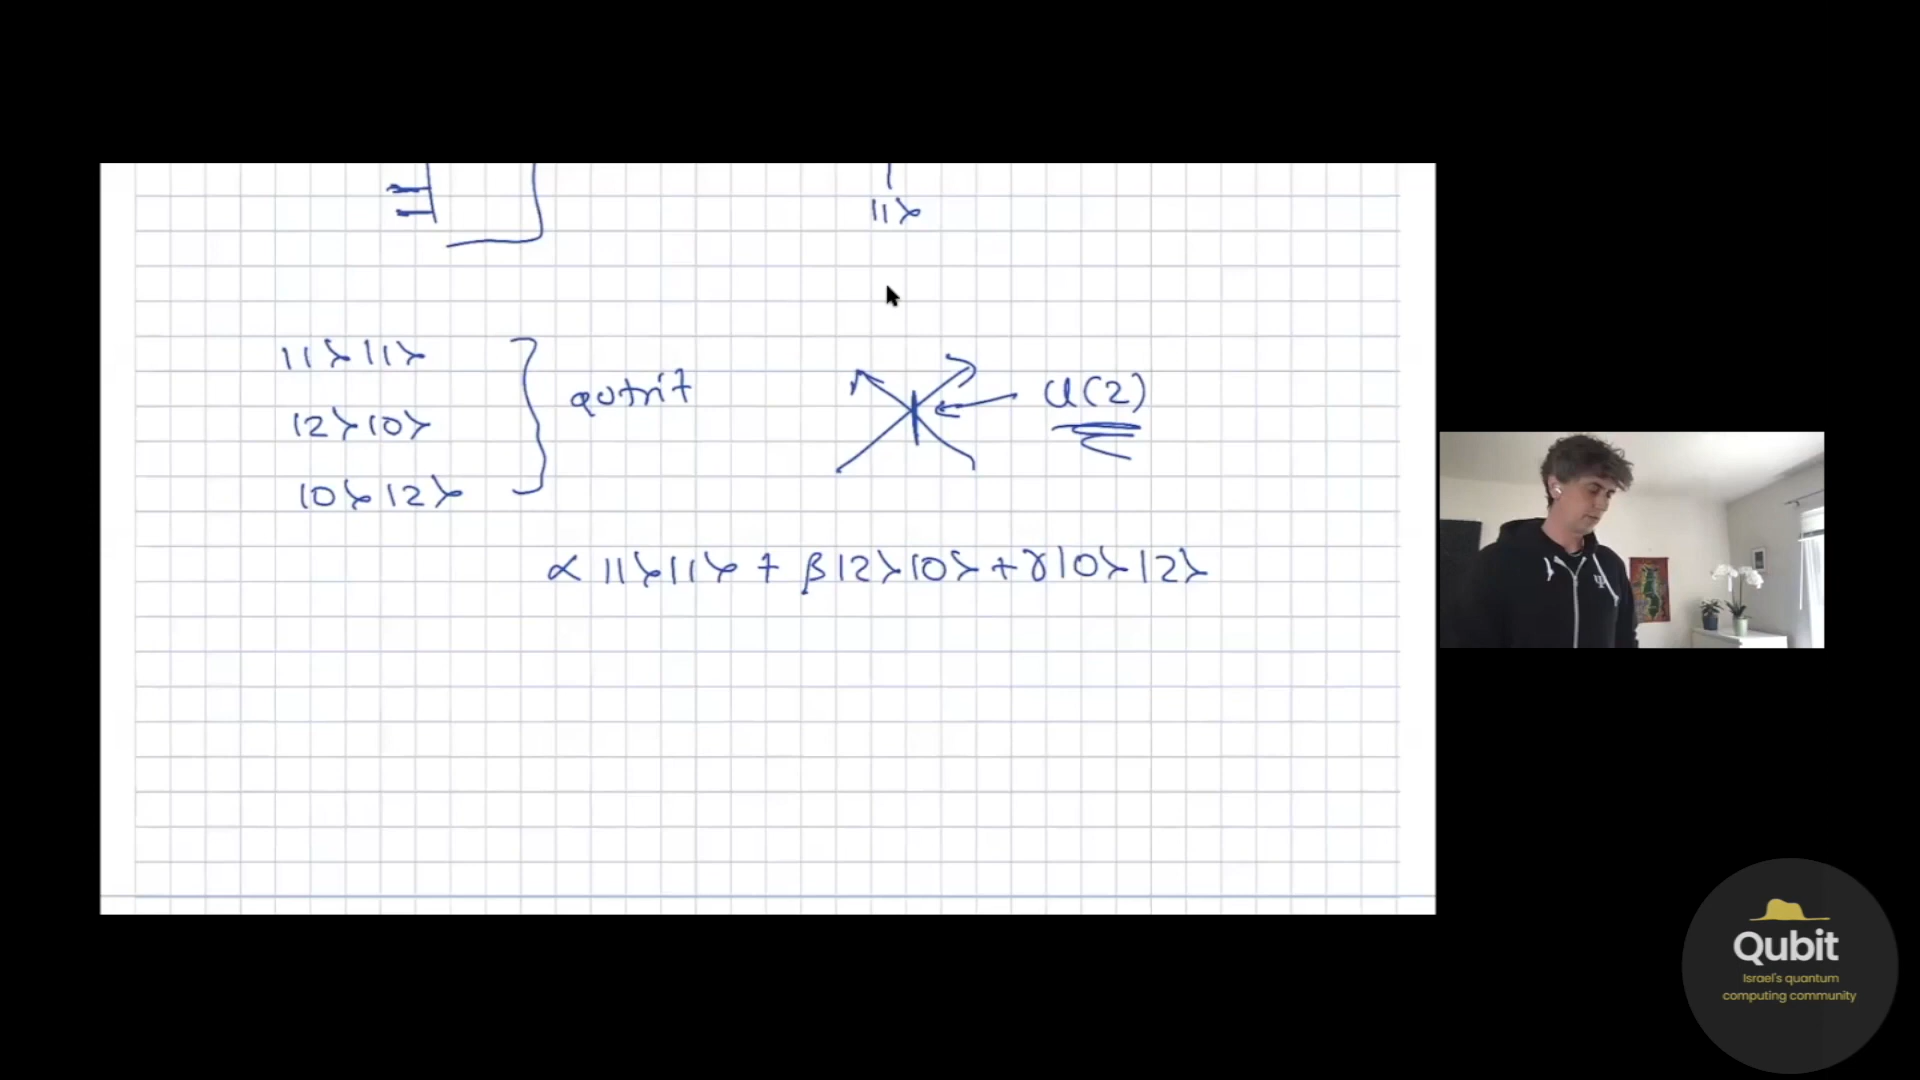 |1>
|1>|1>
|2>|0>
|0>|2>
qutrit
U(2)
α |1>|1> + β|2>|0> + γ|0>|2>
Ψ
Qubit
Israel's quantum
computing community